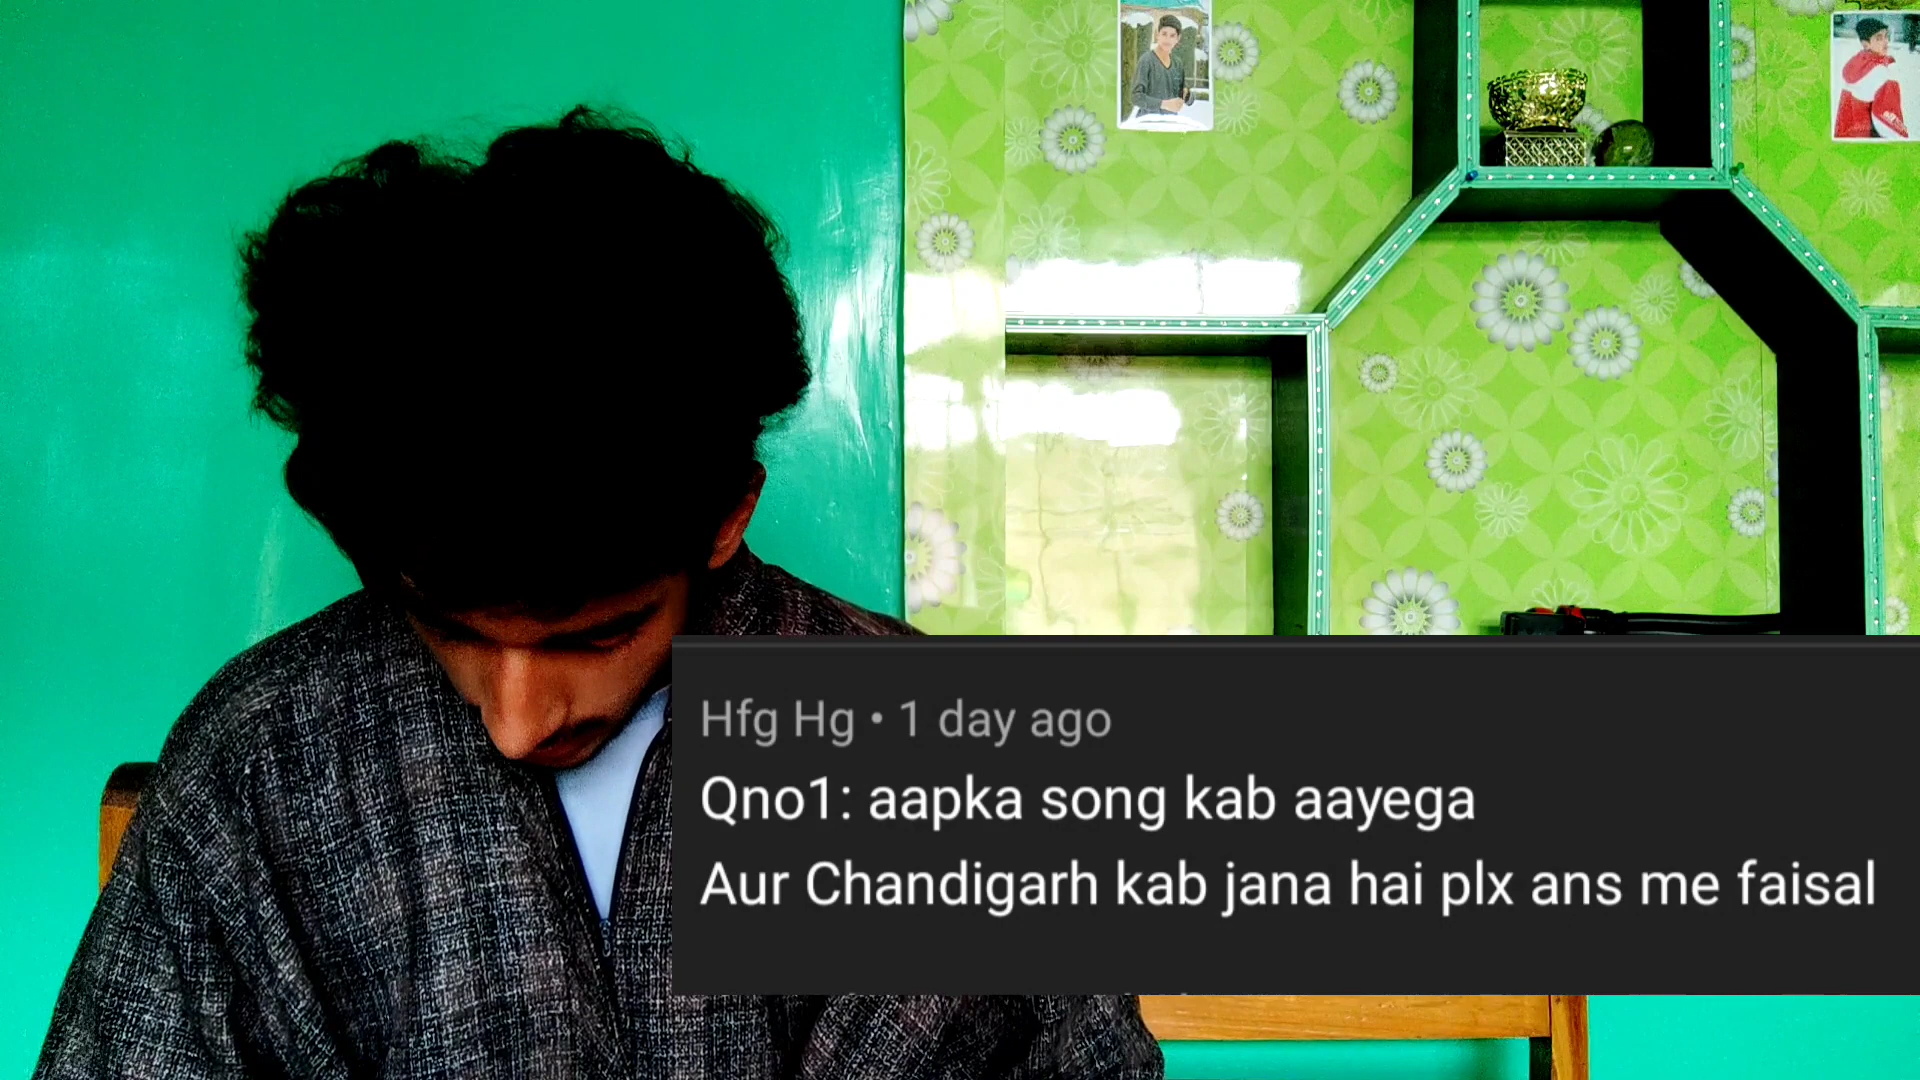 Hfg Hg • 1 day ago
Qno1: aapka song kab aayega
Aur Chandigarh kab jana hai plx ans me faisal